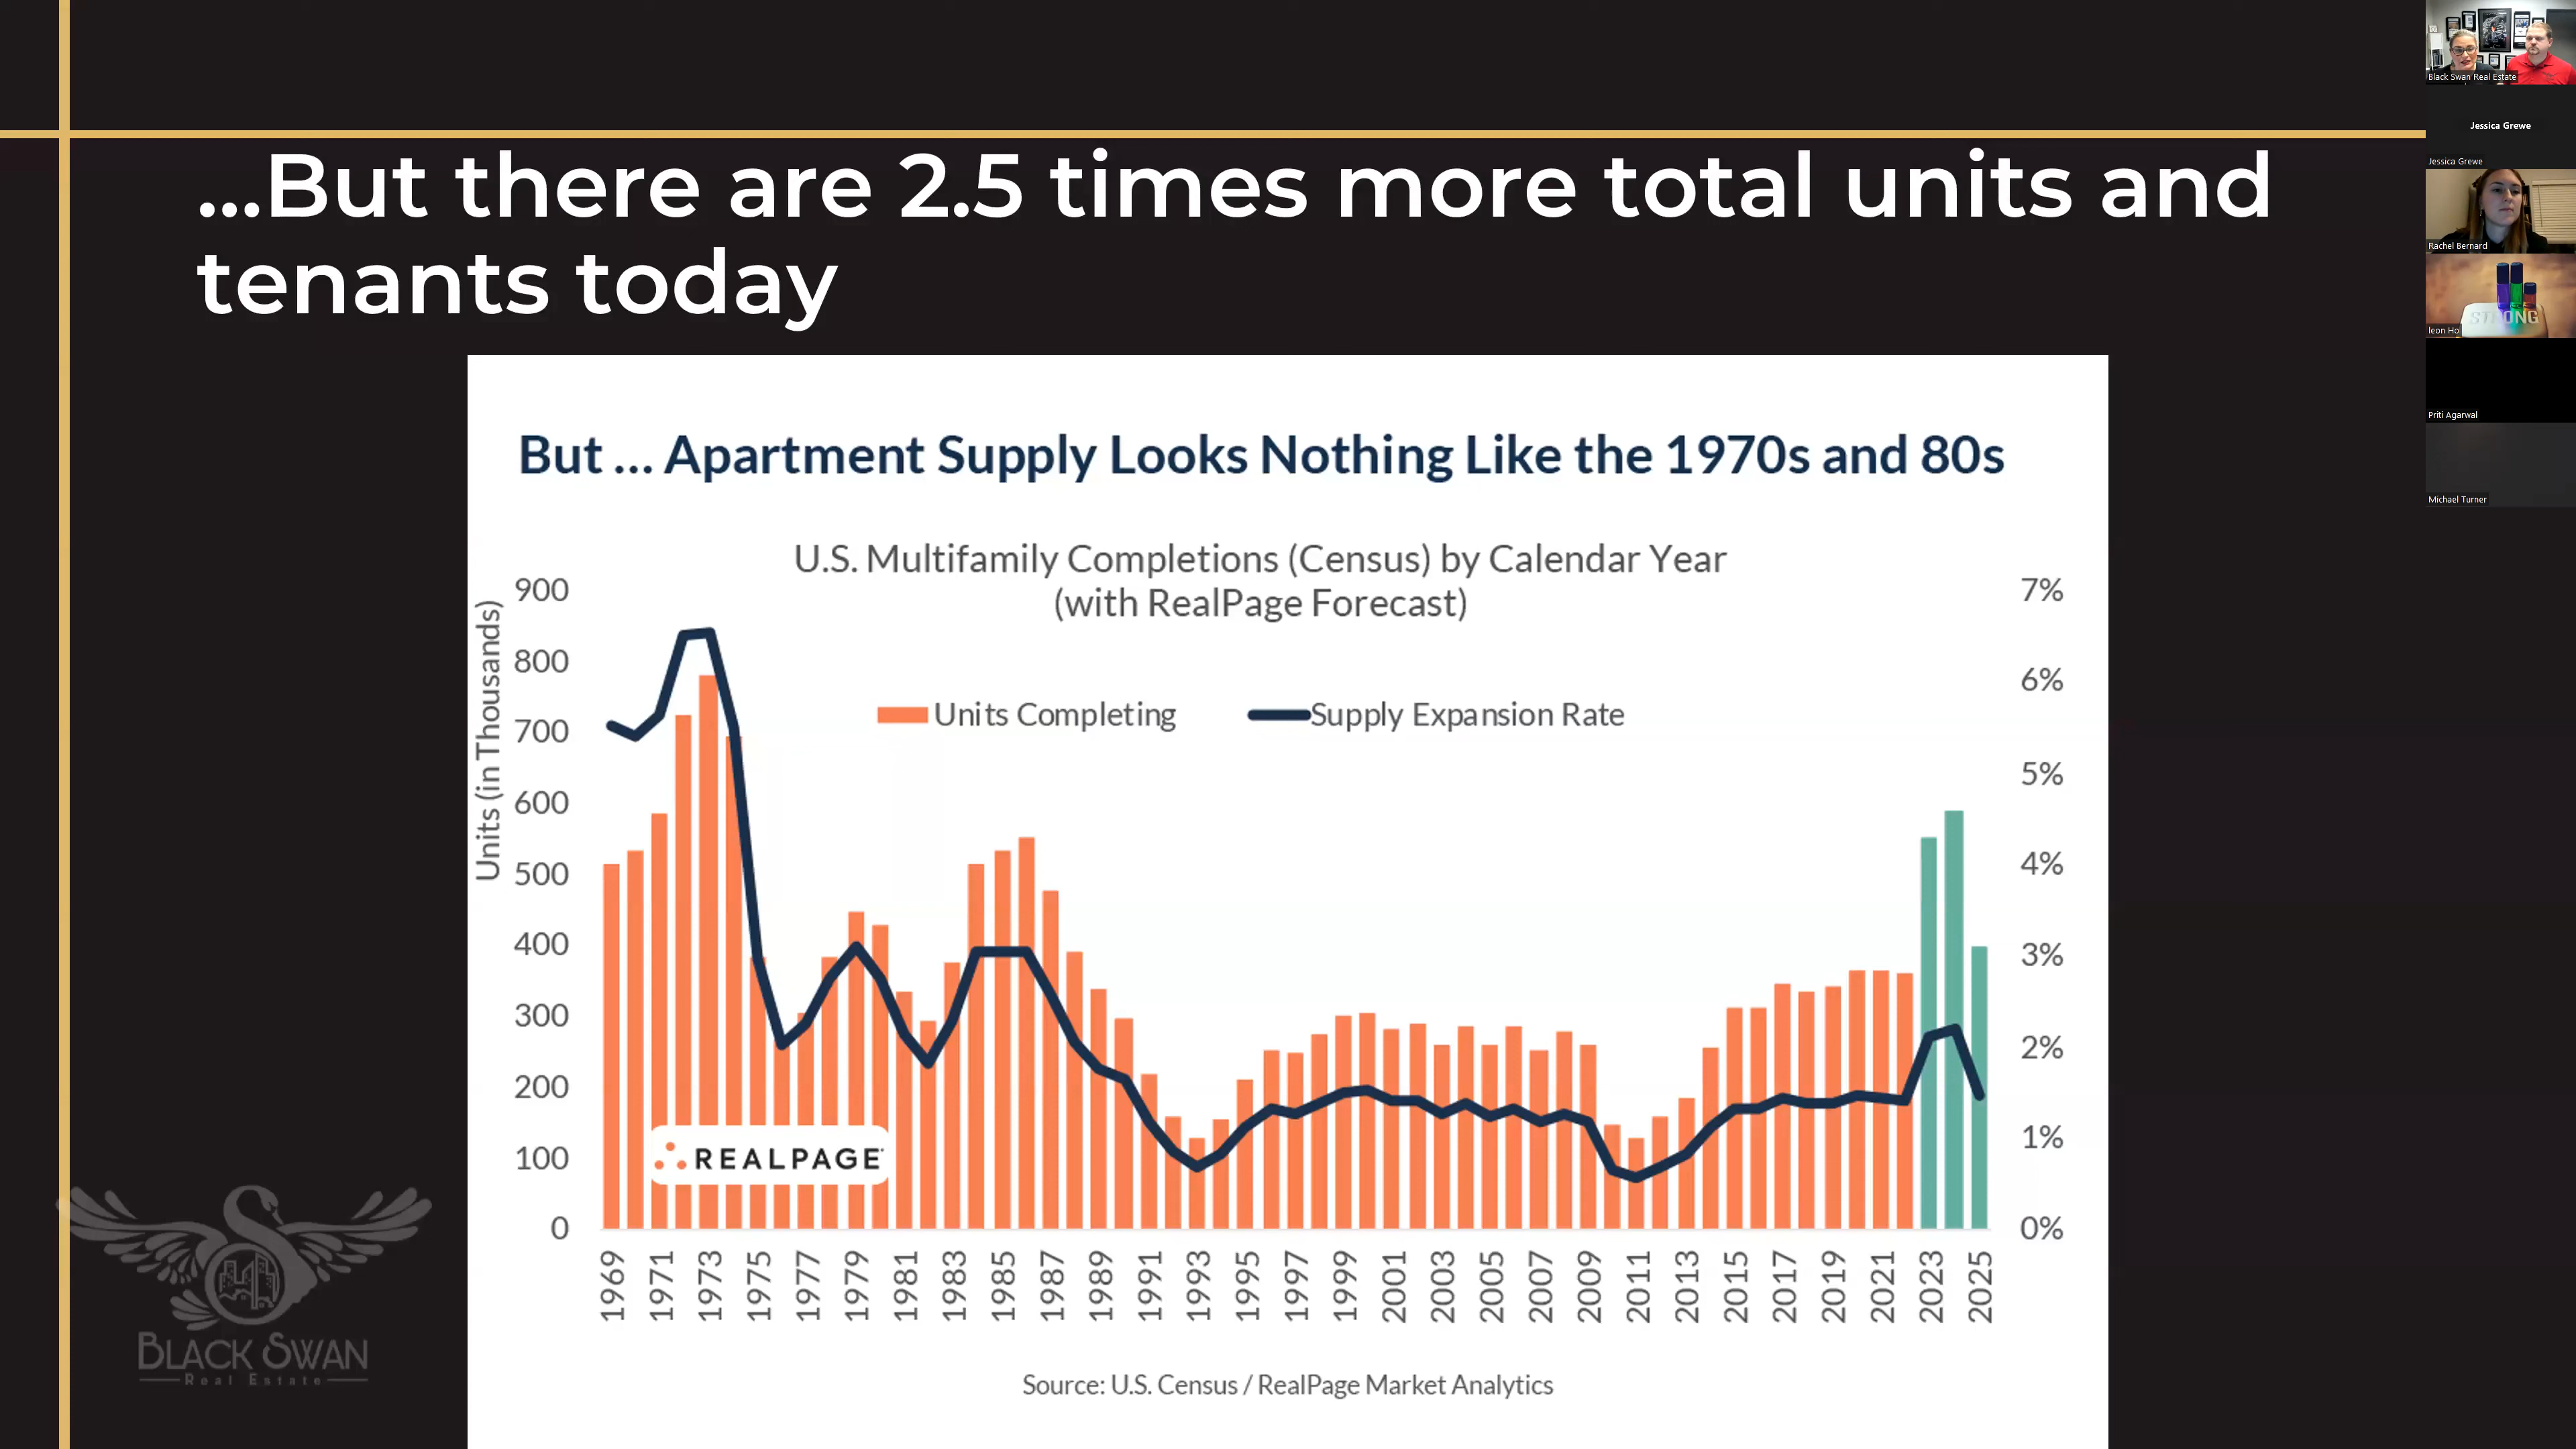 ...But there are 2.5 times more total units and
tenants today
But ... Apartment Supply Looks Nothing Like the 1970s and 80s
U.S. Multifamily Completions (Census) by Calendar Year
(with RealPage Forecast)
Units Completing
Supply Expansion Rate
Units (in Thousands)
900
800
700
600
500
400
300
200
100
0
7%
6%
5%
4%
3%
2%
1%
0%
REALPAGE
1969
1971
1973
1975
1977
1979
1981
1983
1985
1987
1989
1991
1993
1995
1997
1999
2001
2003
2005
2007
2009
2011
2013
2015
2017
2019
2021
2023
2025
Source: U.S. Census / RealPage Market Analytics
BLACK SWAN
Real Estate
Black Swan Real Estate
Jessica Grewe
Jessica Grewe
Rachel Bernard
STRONG
leon Ho
Priti Agarwal
Michael Turner